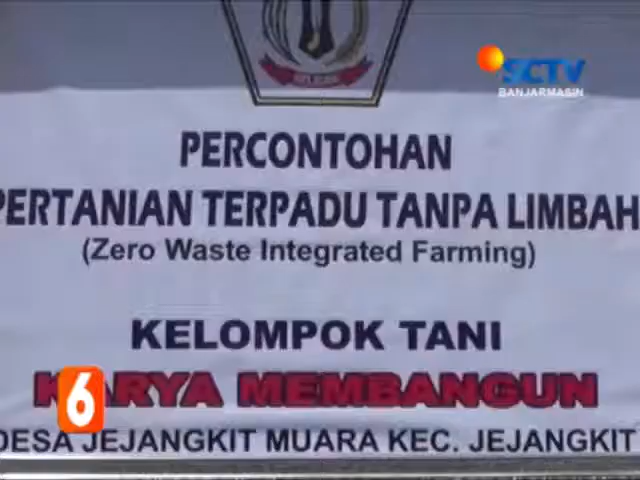 SCTV
BANJARMASIN
PERCONTOHAN
PERTANIAN TERPADU TANPA LIMBAH
(Zero Waste Integrated Farming)
KELOMPOK TANI
KARYA MEMBANGUN
6
DESA JEJANGKIT MUARA KEC. JEJANGKIT